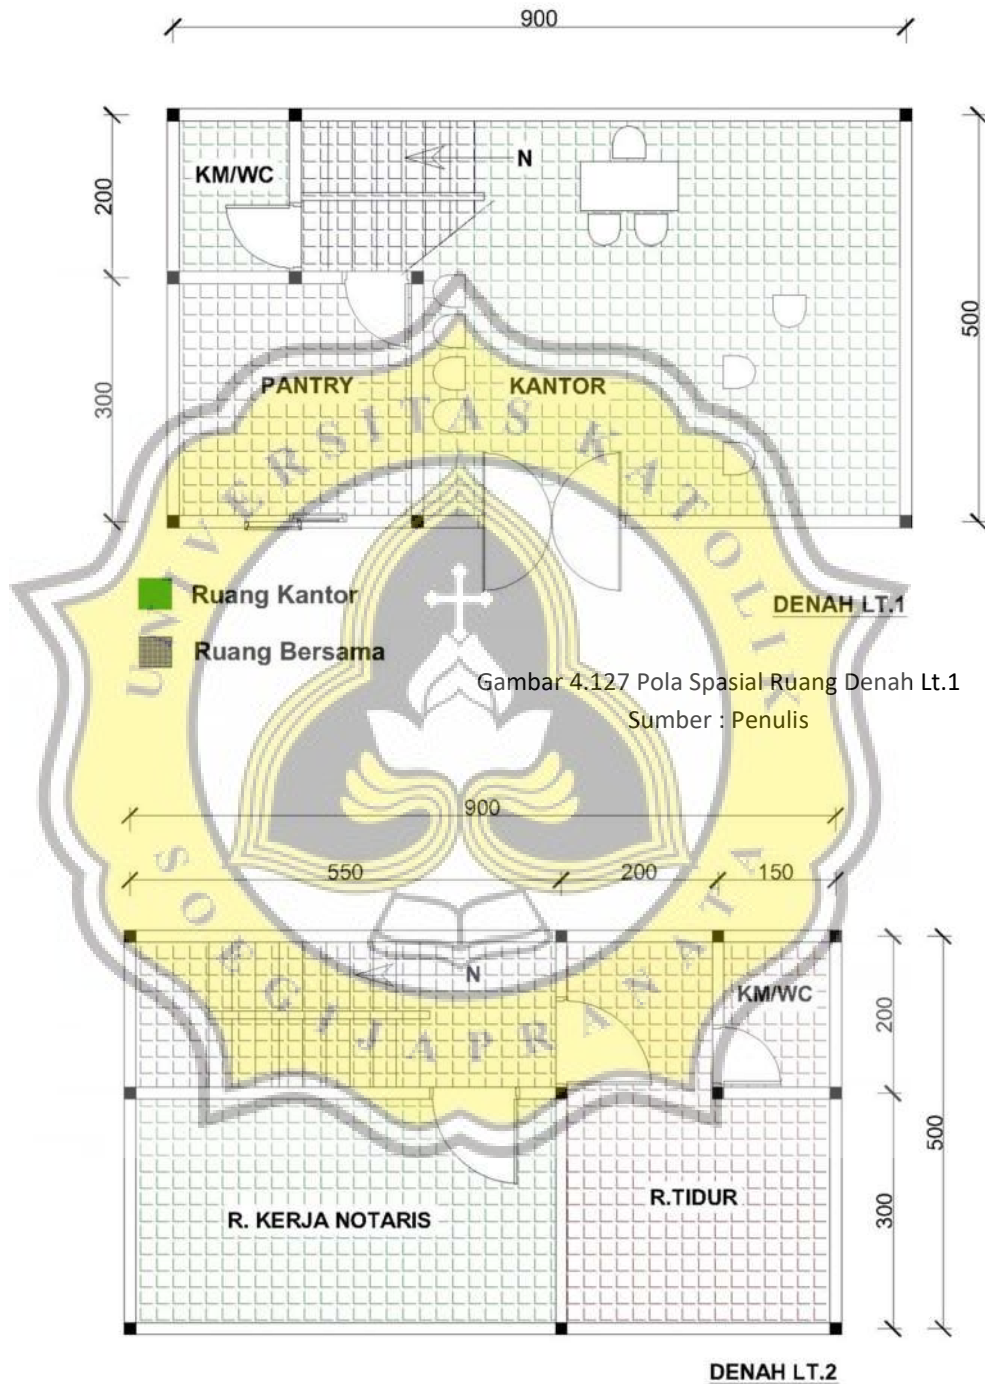 900
200
300
500
KM/WC
N
PANTRY
KANTOR
UNIVERSITAS KATOLIK
Ruang Kantor
Ruang Bersama
DENAH LT.1
Gambar 4.127 Pola Spasial Ruang Denah Lt.1
Sumber : Penulis
900
550
200
150
SOEGIJAPRANATA
N
KM/WC
200
300
500
R. KERJA NOTARIS
R.TIDUR
DENAH LT.2